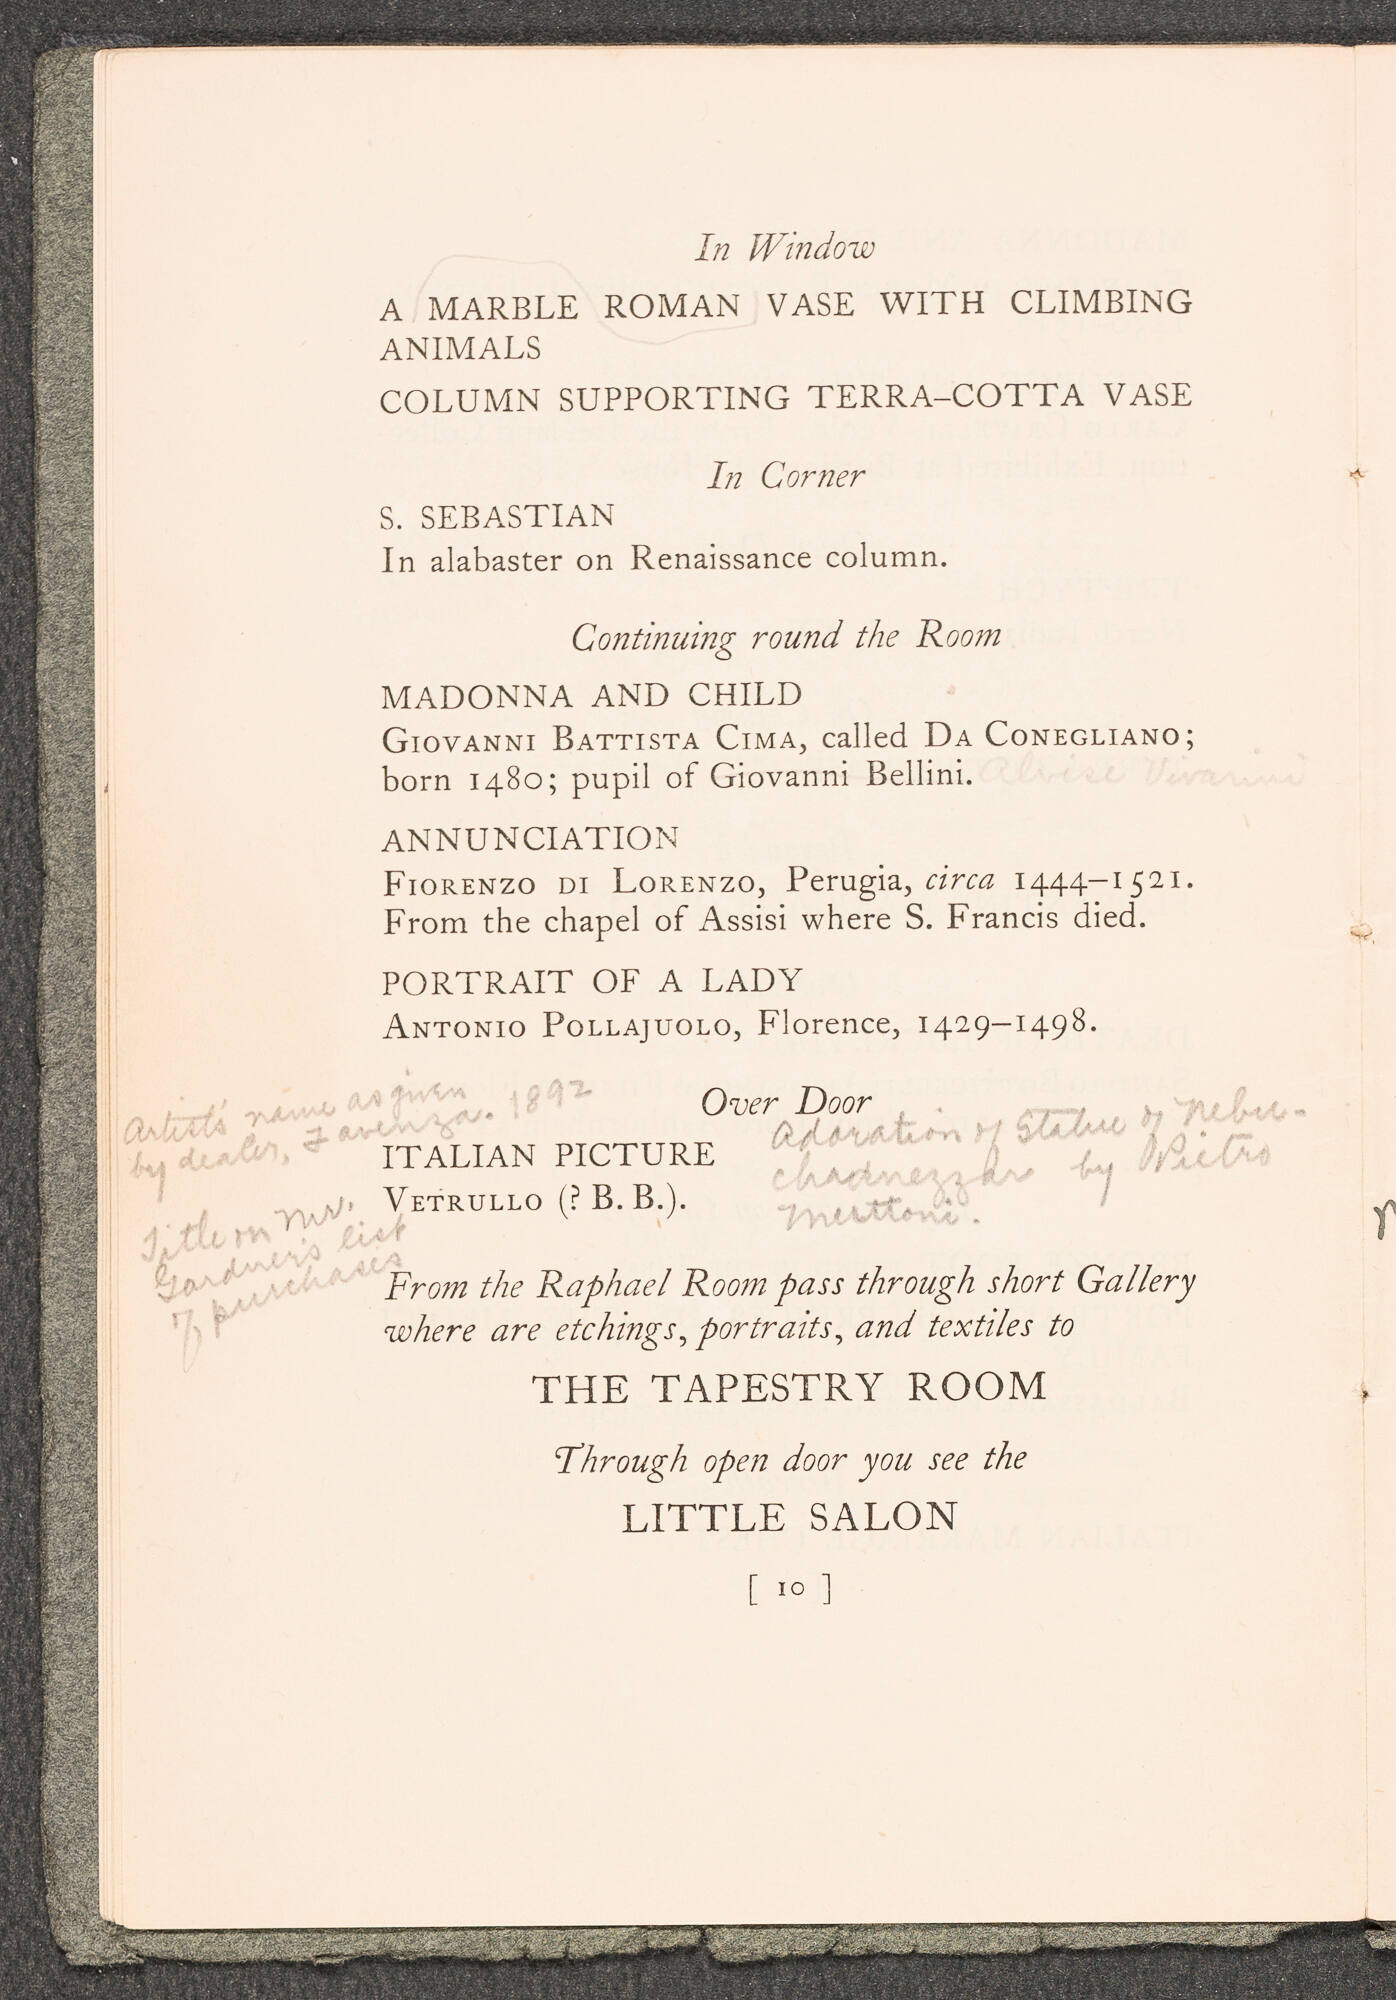 In Window
A MARBLE ROMAN VASE WITH CLIMBING
ANIMALS
COLUMN SUPPORTING TERRA-COTTA VASE
In Corner
S. SEBASTIAN
In alabaster on Renaissance column.
Continuing round the Room
MADONNA AND CHILD
GIOVANNI BATTISTA CIMA, called DA CONEGLIANO;
born 1480; pupil of Giovanni Bellini.
Alvise Vivarini
ANNUNCIATION
FIORENZO DI LORENZO, Perugia, circa 1444–1521.
From the chapel of Assisi where S. Francis died.
PORTRAIT OF A LADY
ANTONIO POLLAJUOLO, Florence, 1429–1498.
Artist's name as given
by dealer, Favenza. 1892
Title on Mr.
Gardner's list
of purchases
Over Door
ITALIAN PICTURE
VETRULLO (? B. B.).
Adoration of Statue of Nebu-
chadnezzar by Pietro
From the Raphael Room pass through short Gallery
where are etchings, portraits, and textiles to
THE TAPESTRY ROOM
Through open door you see the
LITTLE SALON
[ 10 ]